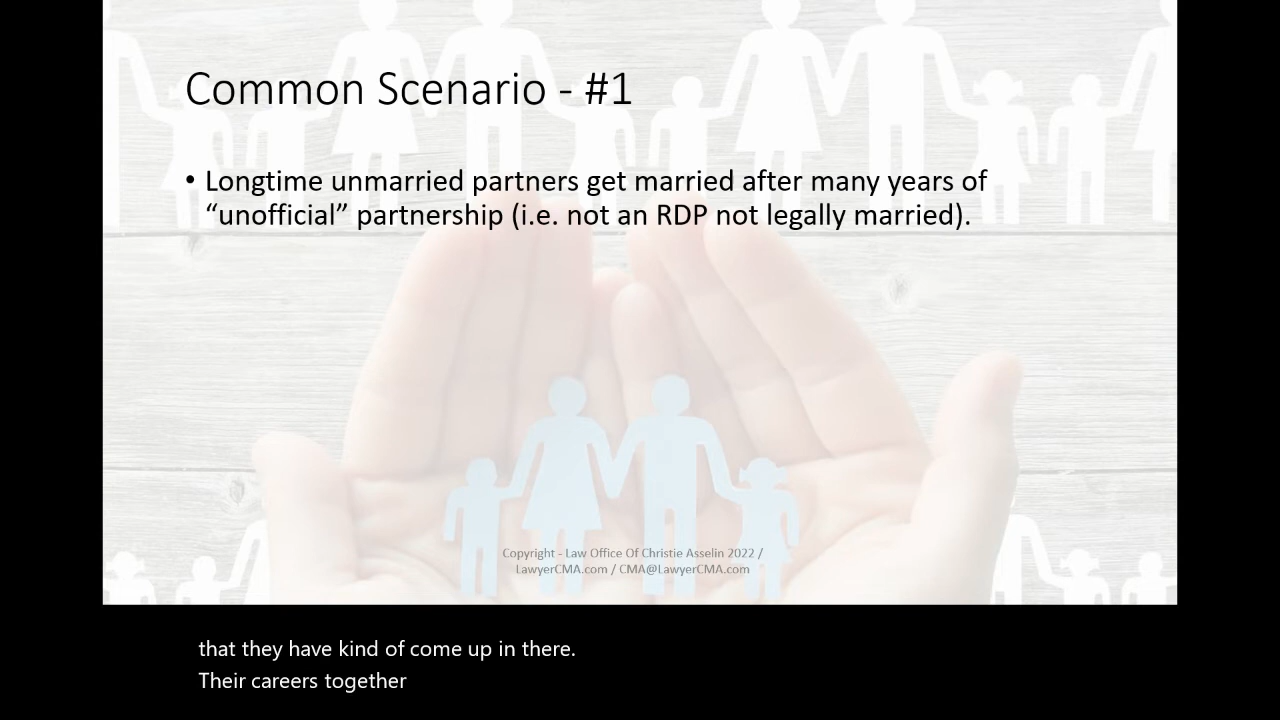 Common Scenario - #1
• Longtime unmarried partners get married after many years of
“unofficial” partnership (i.e. not an RDP not legally married).
Copyright - Law Office Of Christie Asselin 2022 /
LawyerCMA.com / CMA@LawyerCMA.com
that they have kind of come up in there.
Their careers together